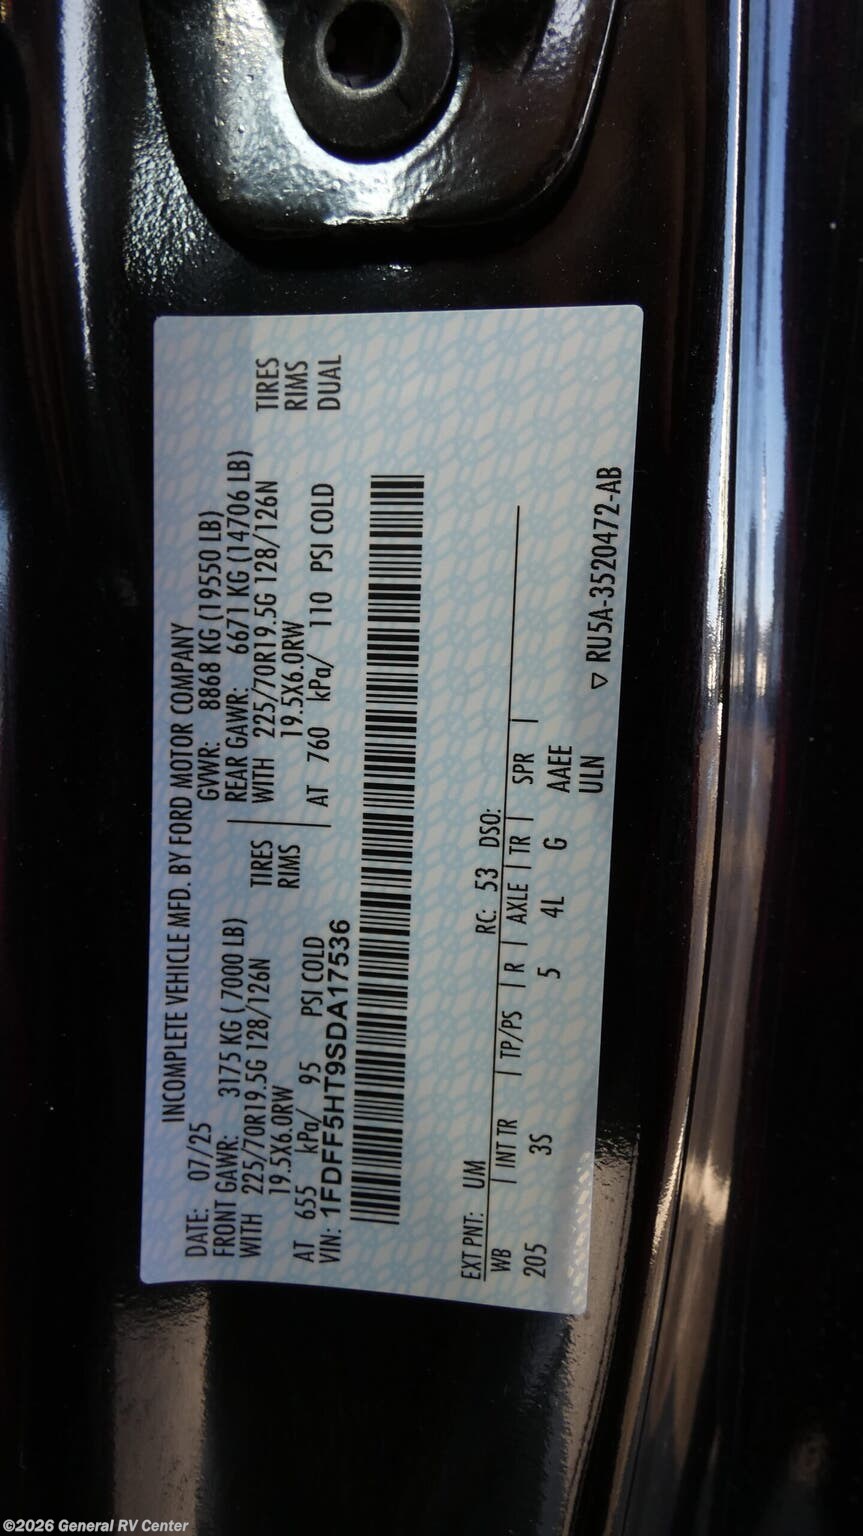 INCOMPLETE VEHICLE MFD. BY FORD MOTOR COMPANY
DATE: 07/25 GVWR: 8868 KG (19550 LB)
FRONT GAWR: 3175 KG ( 7000 LB) REAR GAWR: 6671 KG (14706 LB)
WITH 225/70R19.5G 128/126N TIRES WITH 225/70R19.5G 128/126N TIRES
19.5X6.0RW RIMS 19.5X6.0RW RIMS
AT 655 kPa/ 95 PSI COLD AT 760 kPa/ 110 PSI COLD DUAL
VIN: 1FDFF5HT9SDA17536
EXT PNT: UM RC: 53 DSO:
WB INT TR TP/PS R AXLE TR SPR
205 3S 5 4L G AAEE
ULN
▽ RU5A-3520472-AB
©2026 General RV Center